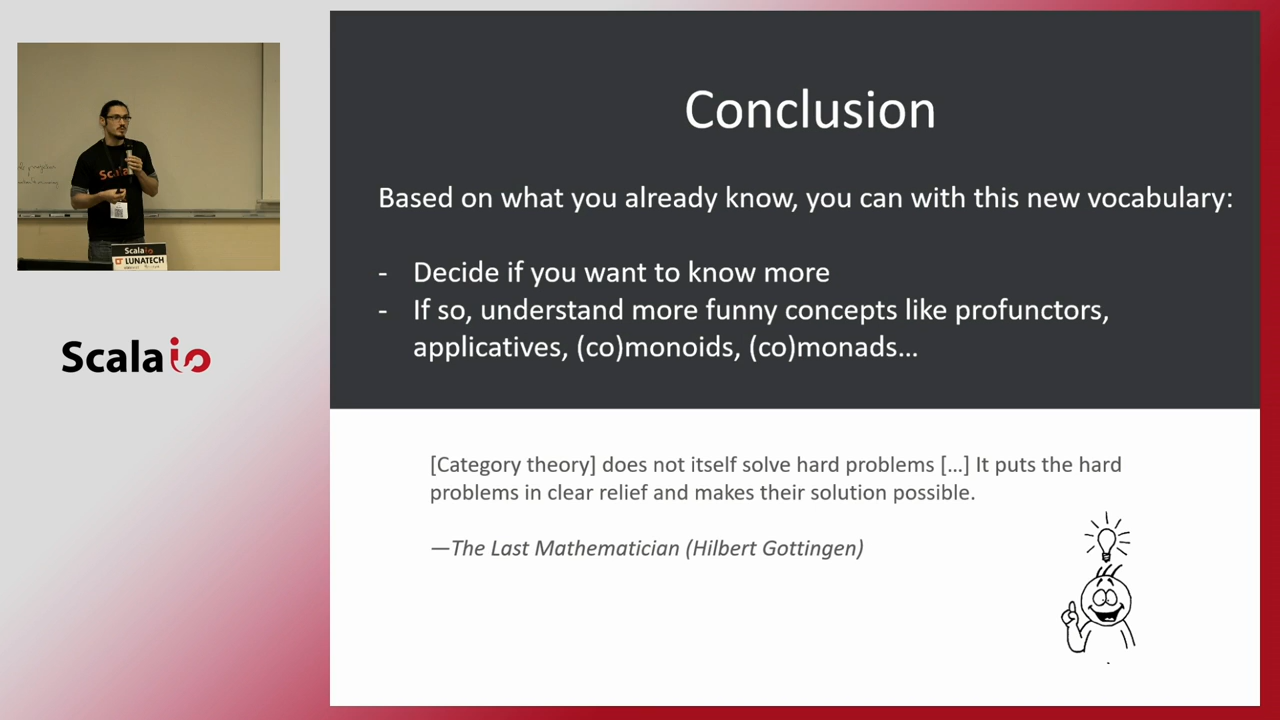 Conclusion
Based on what you already know, you can with this new vocabulary:
- Decide if you want to know more
- If so, understand more funny concepts like profunctors,
applicatives, (co)monoids, (co)monads…
[Category theory] does not itself solve hard problems […] It puts the hard
problems in clear relief and makes their solution possible.
—The Last Mathematician (Hilbert Gottingen)
Scala
Scalaio
LUNATECH
Scalaio